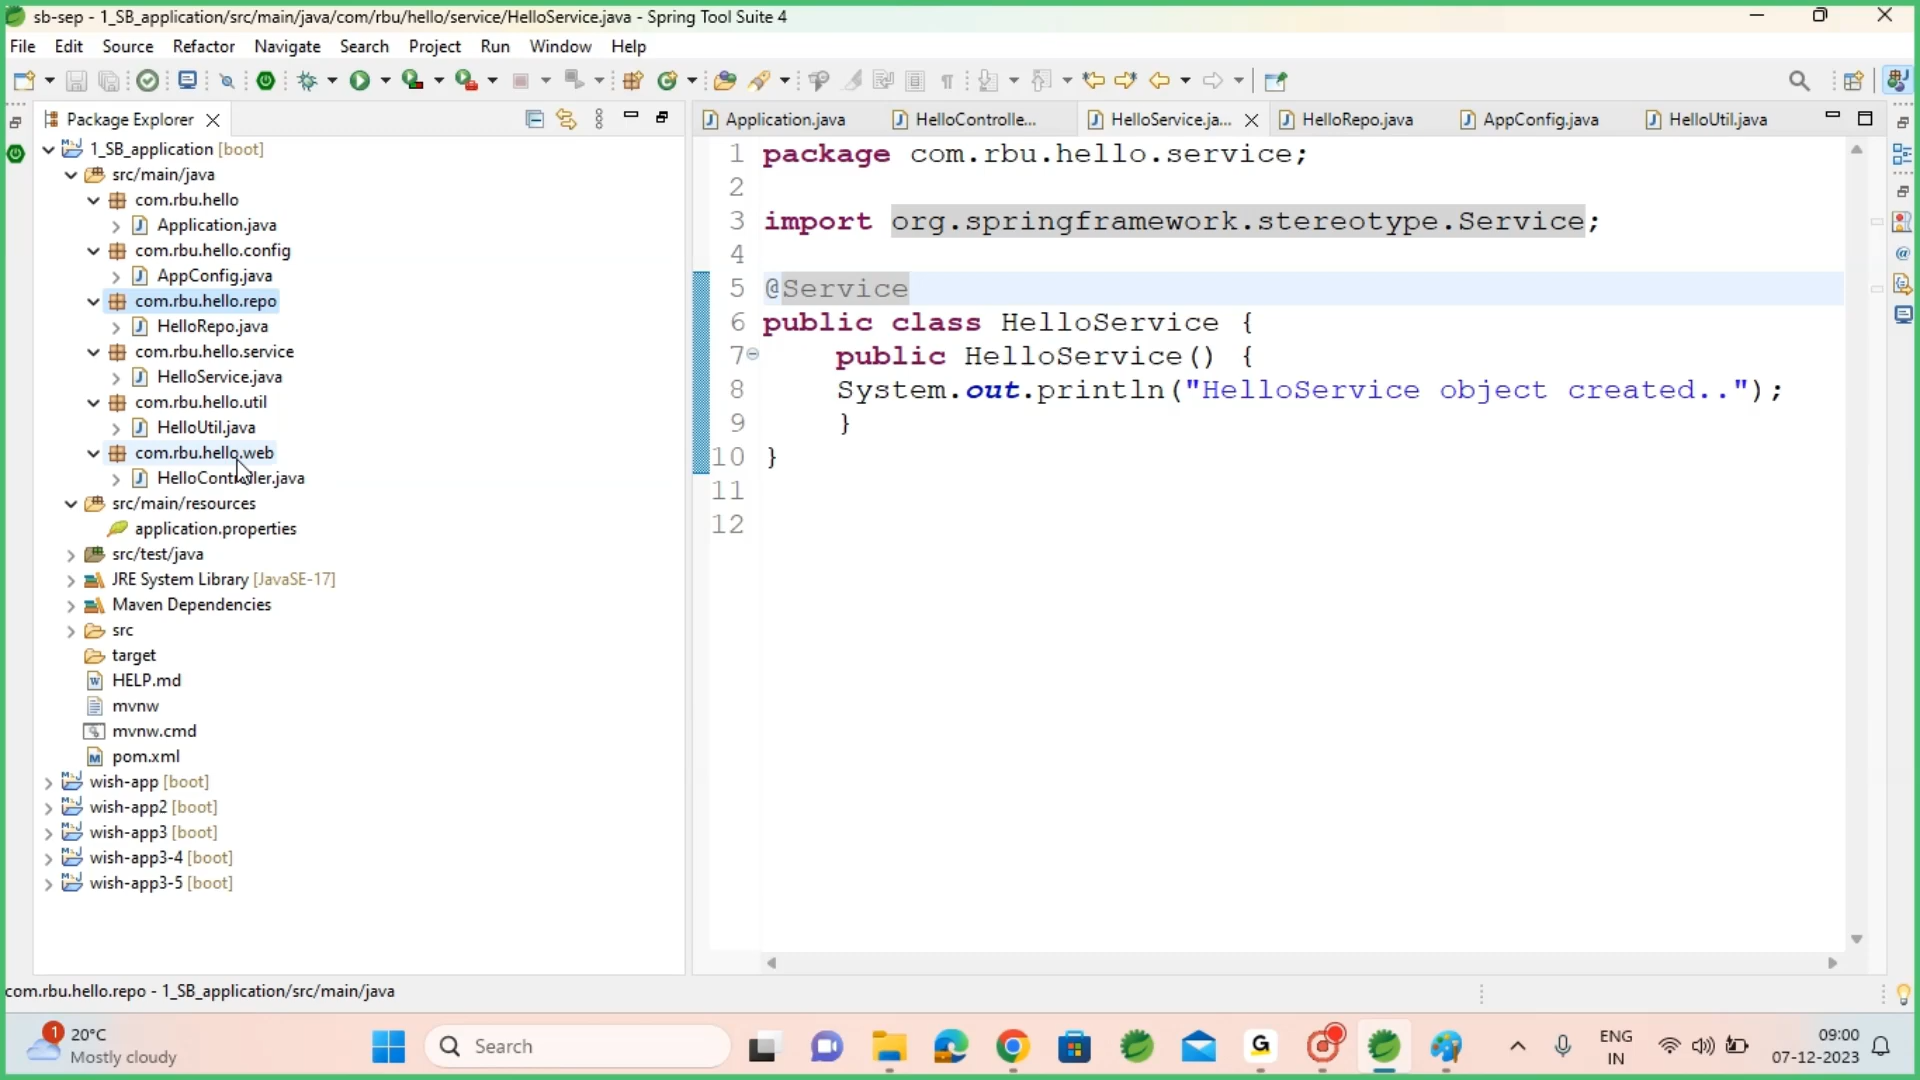 sb-sep - 1_SB_application/src/main/java/com/rbu/hello/service/HelloService.java - Spring Tool Suite 4
File Edit Source Refactor Navigate Search Project Run Window Help
Package Explorer
1_SB_application [boot]
src/main/java
com.rbu.hello
Application.java
com.rbu.hello.config
AppConfig.java
com.rbu.hello.repo
HelloRepo.java
com.rbu.hello.service
HelloService.java
com.rbu.hello.util
HelloUtil.java
com.rbu.hello.web
HelloController.java
src/main/resources
application.properties
src/test/java
JRE System Library [JavaSE-17]
Maven Dependencies
src
target
HELP.md
mvnw
mvnw.cmd
pom.xml
wish-app [boot]
wish-app2 [boot]
wish-app3 [boot]
wish-app3-4 [boot]
wish-app3-5 [boot]
Application.java HelloControlle... HelloService.ja... HelloRepo.java AppConfig.java HelloUtil.java
1 package com.rbu.hello.service;
2
3 import org.springframework.stereotype.Service;
4
5 @Service
6 public class HelloService {
7 public HelloService() {
8 System.out.println("HelloService object created..");
9 }
10 }
11
12
com.rbu.hello.repo - 1_SB_application/src/main/java
1 20°C
Mostly cloudy
Search
G
ENG
IN
09:00
07-12-2023